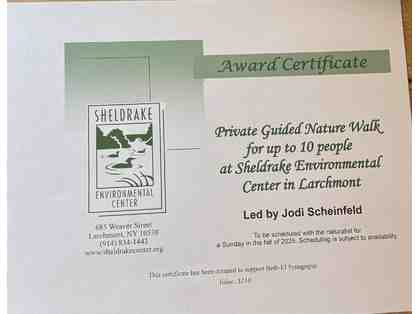 Award Certificate
SHELDRAKE
ENVIRONMENTAL
CENTER
685 Weaver Street
Larchmont, NY 10538
(914) 834-1443
www.sheldrakecenter.org
Private Guided Nature Walk
for up to 10 people
at Sheldrake Environmental
Center in Larchmont
Led by Jodi Scheinfeld
To be scheduled with the naturalist for
a Sunday in the fall of 2025. Scheduling is subject to availability.
This certificate has been donated to support Beth-El Synagogue
Value: